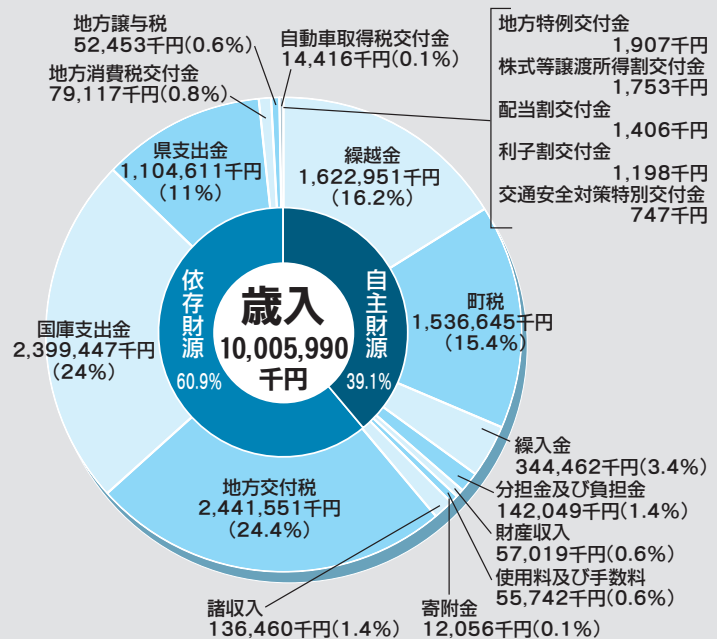 地方譲与税
52,453千円(0.6%)
地方消費税交付金
79,117千円(0.8%)
自動車取得税交付金
14,416千円(0.1%)
地方特例交付金
1,907千円
株式等譲渡所得割交付金
1,753千円
配当割交付金
1,406千円
利子割交付金
1,198千円
交通安全対策特別交付金
747千円
県支出金
1,104,611千円
(11%)
繰越金
1,622,951千円
(16.2%)
町税
1,536,645千円
(15.4%)
国庫支出金
2,399,447千円
(24%)
依存財源
60.9%
歳入
10,005,990
千円
自主財源
39.1%
繰入金
344,462千円(3.4%)
分担金及び負担金
142,049千円(1.4%)
財産収入
57,019千円(0.6%)
使用料及び手数料
55,742千円(0.6%)
地方交付税
2,441,551千円
(24.4%)
諸収入
136,460千円(1.4%)
寄附金
12,056千円(0.1%)